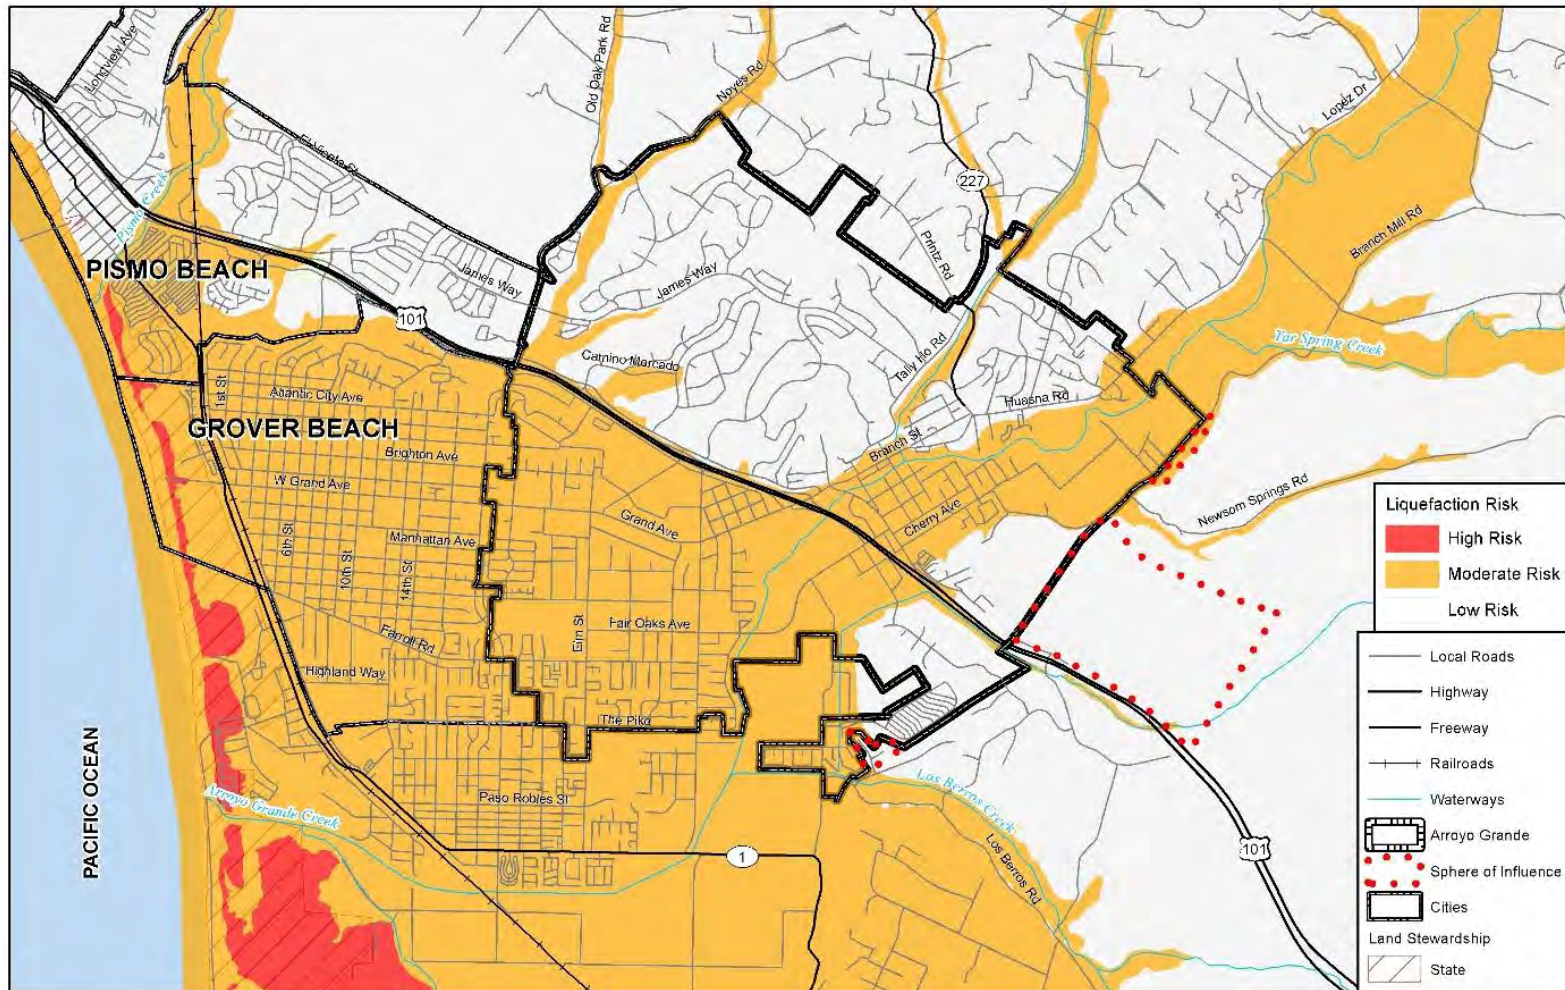 Longview Ave
Old Oak Park Rd
Noyes Rd
Lopez Dr
227
Pismo Creek
Printz Rd
Branch Mill Rd
PISMO BEACH
James Way
James Way
101
Tar Spring Creek
Camino Mercado
Tally Ho Rd
1st St
Atlantic City Ave
Huasna Rd
GROVER BEACH
Branch St
Brighton Ave
W Grand Ave
Newsom Springs Rd
Grand Ave
Cherry Ave
6th St
Manhattan Ave
10th St
14th St
Farroll Rd
Elm St
Fair Oaks Ave
Highland Way
The Pike
PACIFIC OCEAN
Arroyo Grande Creek
Paso Robles St
Los Berros Creek
Los Berros Rd
1
101
Liquefaction Risk
High Risk
Moderate Risk
Low Risk
Local Roads
Highway
Freeway
Railroads
Waterways
Arroyo Grande
Sphere of Influence
Cities
Land Stewardship
State